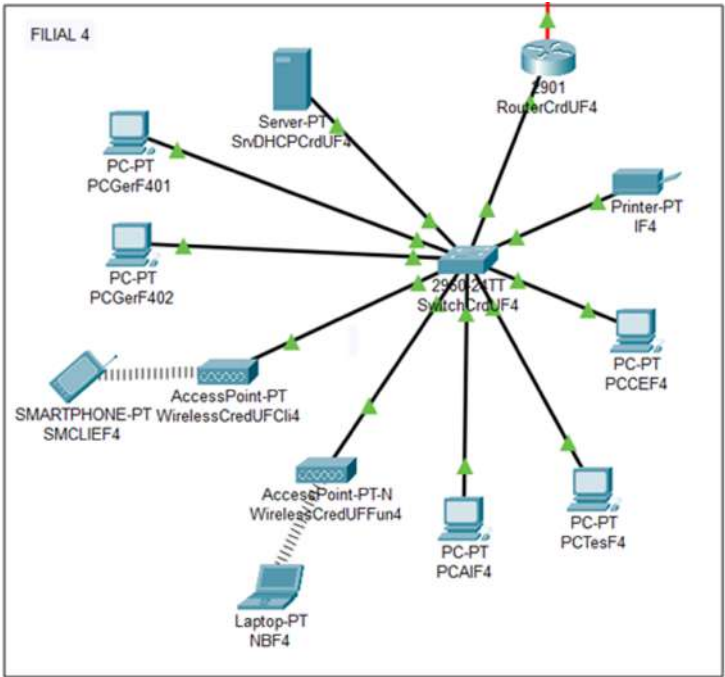 FILIAL 4
2901
RouterCrdUF4
Server-PT
SrvDHCPCrdUF4
PC-PT
PCGerF401
Printer-PT
IF4
PC-PT
PCGerF402
2960-24TT
SwitchCrdUF4
PC-PT
PCCEF4
SMARTPHONE-PT
SMCLIEF4
AccessPoint-PT
WirelessCredUFCli4
AccessPoint-PT-N
WirelessCredUFFun4
PC-PT
PCAIF4
PC-PT
PCTesF4
Laptop-PT
NBF4